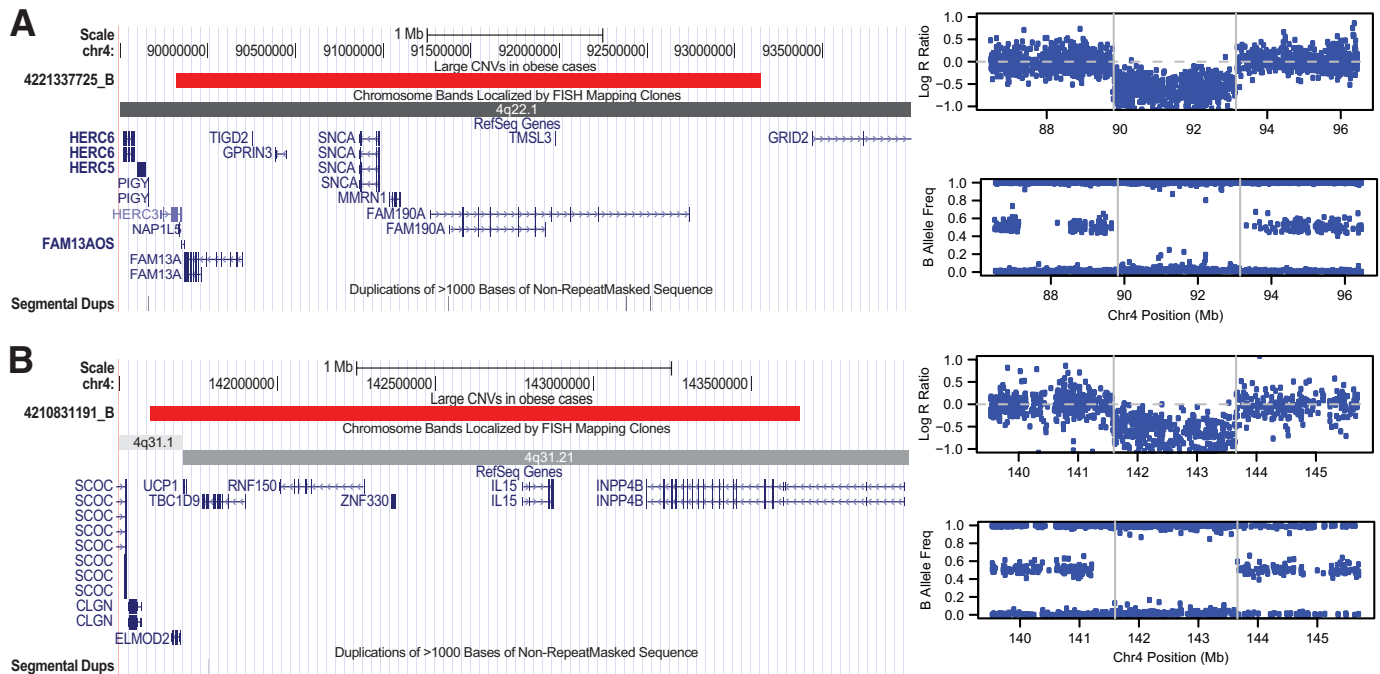 A
Scale
1 Mb
chr4:
90000000
90500000
91000000
91500000
92000000
92500000
93000000
93500000
Large CNVs in obese cases
4221337725_B
Chromosome Bands Localized by FISH Mapping Clones
4q22.1
RefSeq Genes
HERC6
TIGD2
SNCA
TMSL3
GRID2
HERC6
GPRIN3
SNCA
HERC5
SNCA
PIGY
SNCA
PIGY
MMRN1
HERC3
FAM190A
NAP1L5
FAM190A
FAM13AOS
FAM13A
FAM13A
Duplications of >1000 Bases of Non-RepeatMasked Sequence
Segmental Dups
Log R Ratio
1.0
0.5
0.0
−0.5
−1.0
88
90
92
94
96
B Allele Freq
1.0
0.8
0.6
0.4
0.2
0.0
88
90
92
94
96
Chr4 Position (Mb)
B
Scale
1 Mb
chr4:
142000000
142500000
143000000
143500000
Large CNVs in obese cases
4210831191_B
Chromosome Bands Localized by FISH Mapping Clones
4q31.1
4q31.21
RefSeq Genes
SCOC
UCP1
RNF150
IL15
INPP4B
SCOC
TBC1D9
ZNF330
IL15
INPP4B
SCOC
SCOC
SCOC
SCOC
SCOC
SCOC
CLGN
CLGN
ELMOD2
Duplications of >1000 Bases of Non-RepeatMasked Sequence
Segmental Dups
Log R Ratio
1.0
0.5
0.0
−0.5
−1.0
140
141
142
143
144
145
B Allele Freq
1.0
0.8
0.6
0.4
0.2
0.0
140
141
142
143
144
145
Chr4 Position (Mb)